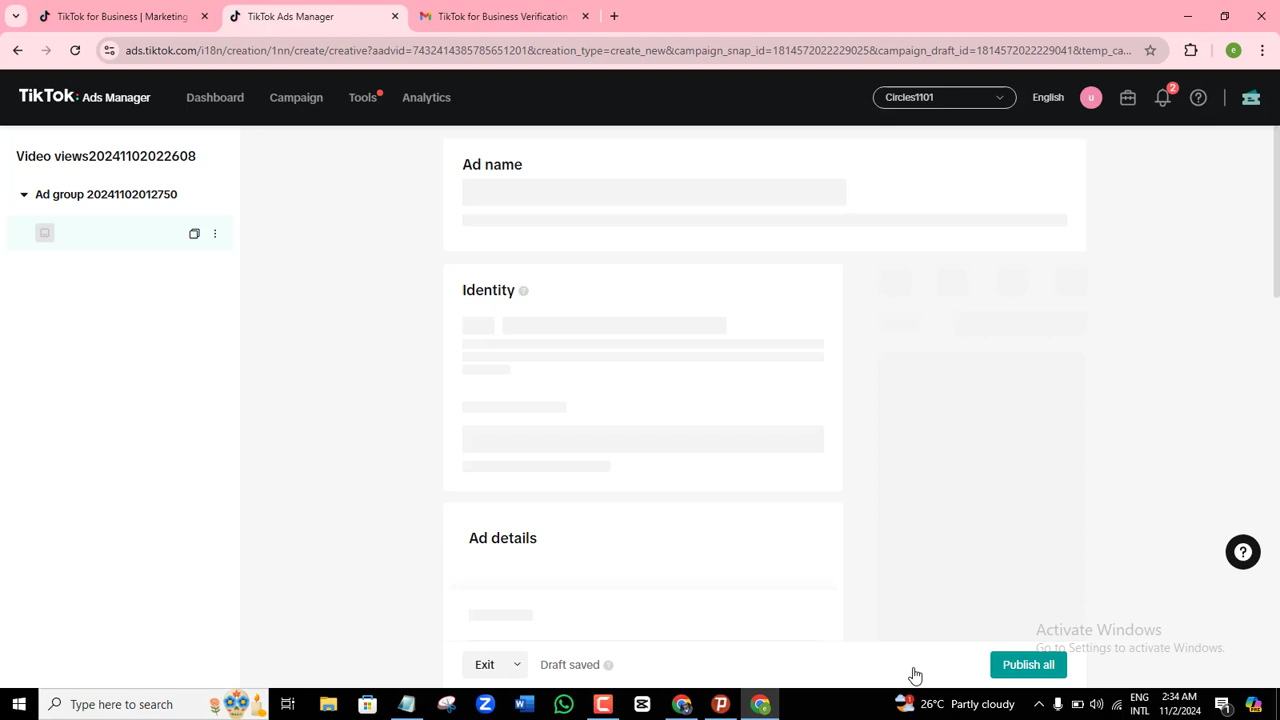 TikTok for Business | Marketing
TikTok Ads Manager
TikTok for Business Verification
ads.tiktok.com/i18n/creation/1nn/create/creative?aadvid=7432414385785651201&creation_type=create_new&campaign_snap_id=1814572022229025&campaign_draft_id=1814572022229041&temp_ca...
e
TikTok: Ads Manager
Dashboard
Campaign
Tools
Analytics
Circles1101
English
u
2
Video views20241102022608
Ad group 20241102012750
Ad name
Identity
Ad details
Exit
Draft saved
Publish all
Activate Windows
Go to Settings to activate Windows.
Type here to search
26°C Partly cloudy
ENG
INTL
2:34 AM
11/2/2024